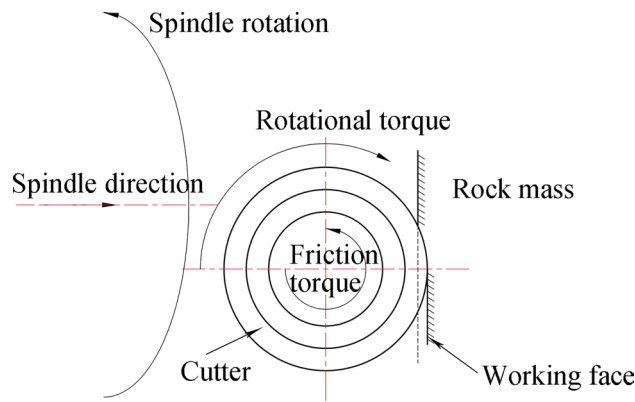 Spindle rotation
Rotational torque
Spindle direction
Rock mass
Friction
torque
Cutter
Working face